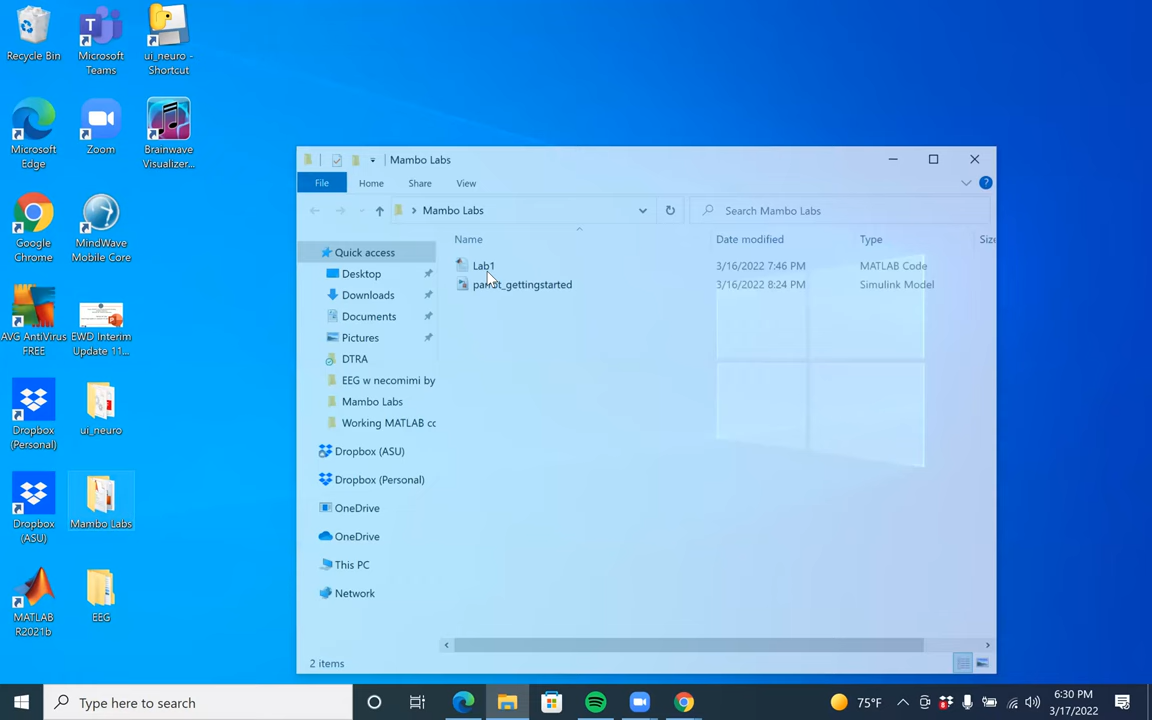 Recycle Bin
Microsoft
Teams
ui_neuro -
Shortcut
Microsoft
Edge
Zoom
Brainwave
Visualizer...
Google
Chrome
MindWave
Mobile Core
AVG AntiVirus
FREE
EWD Interim
Update 11...
Dropbox
(Personal)
ui_neuro
Dropbox
(ASU)
Mambo Labs
MATLAB
R2021b
EEG
Mambo Labs
File
Home
Share
View
Mambo Labs
Search Mambo Labs
Name
Date modified
Type
Size
Lab1
3/16/2022 7:46 PM
MATLAB Code
parrot_gettingstarted
3/16/2022 8:24 PM
Simulink Model
Quick access
Desktop
Downloads
Documents
Pictures
DTRA
EEG w necomimi by
Mambo Labs
Working MATLAB cc
Dropbox (ASU)
Dropbox (Personal)
OneDrive
OneDrive
This PC
Network
2 items
Type here to search
75°F
6:30 PM
3/17/2022